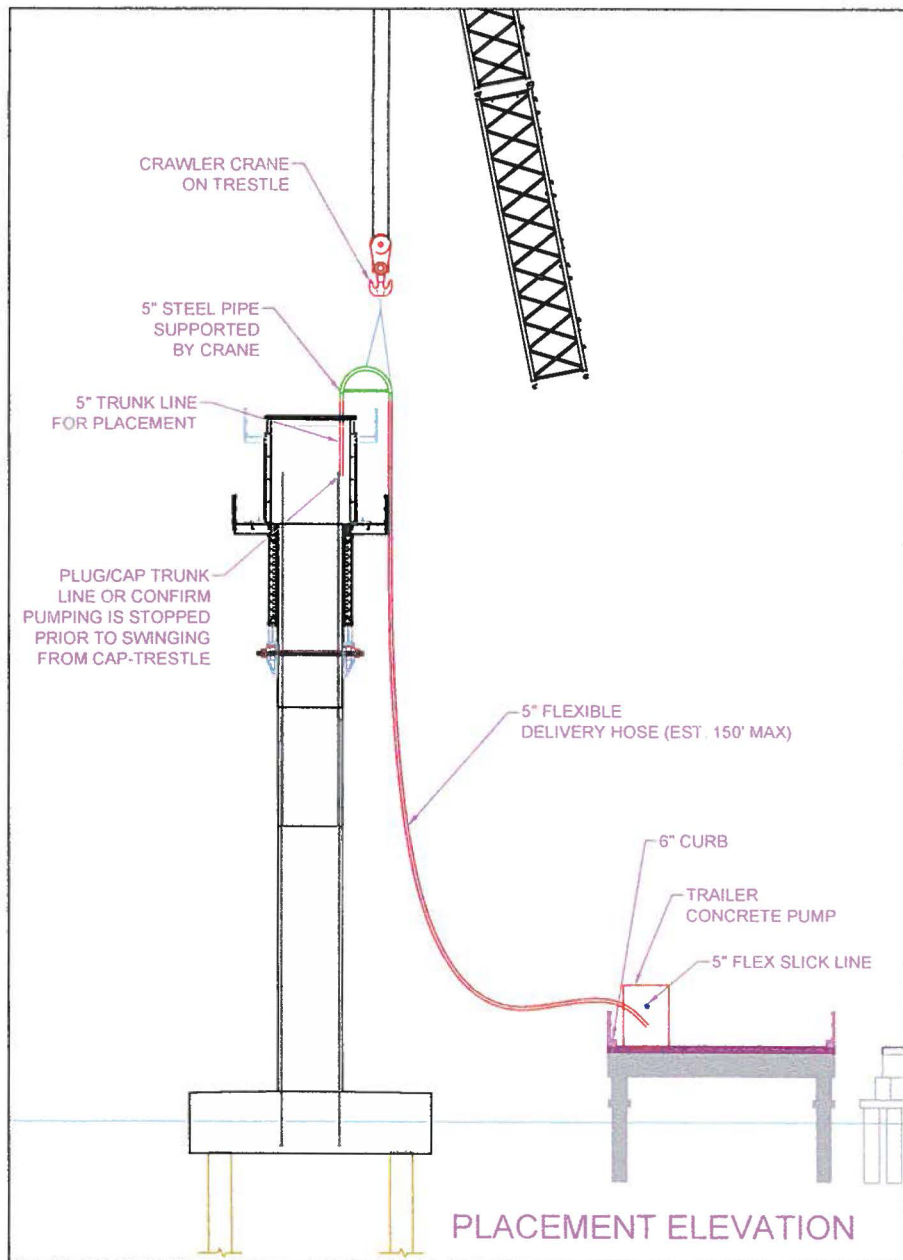 CRAWLER CRANE
ON TRESTLE
5" STEEL PIPE
SUPPORTED
BY CRANE
5" TRUNK LINE
FOR PLACEMENT
PLUG/CAP TRUNK
LINE OR CONFIRM
PUMPING IS STOPPED
PRIOR TO SWINGING
FROM CAP-TRESTLE
5" FLEXIBLE
DELIVERY HOSE (EST. 150' MAX)
6" CURB
TRAILER
CONCRETE PUMP
5" FLEX SLICK LINE
PLACEMENT ELEVATION